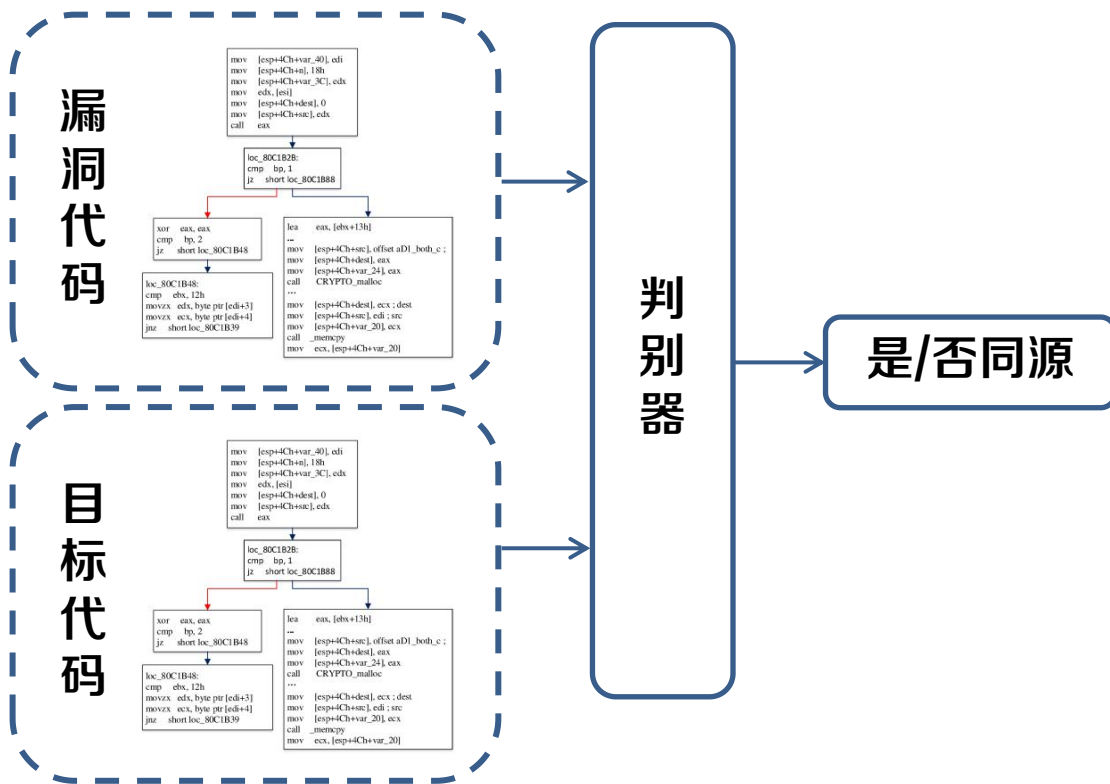 漏洞代码
mov [esp+4Ch+var_40], edi
mov [esp+4Ch+n], 18h
mov [esp+4Ch+var_3C], edx
mov edx, [esi]
mov [esp+4Ch+dest], 0
mov [esp+4Ch+src], edx
call eax
loc_80C1B2B:
cmp bp, 1
jz short loc_80C1B88
xor eax, eax
cmp bp, 2
jz short loc_80C1B48
loc_80C1B48:
cmp ebx, 12h
movzx edx, byte ptr [edi+3]
movzx ecx, byte ptr [edi+4]
jnz short loc_80C1B39
lea eax, [ebx+13h]
...
mov [esp+4Ch+src], offset aD1_both_c ;
mov [esp+4Ch+dest], eax
mov [esp+4Ch+var_24], eax
call CRYPTO_malloc
...
mov [esp+4Ch+dest], ecx ; dest
mov [esp+4Ch+src], edi ; src
mov [esp+4Ch+var_20], ecx
call _memcpy
mov ecx, [esp+4Ch+var_20]
目标代码
mov [esp+4Ch+var_40], edi
mov [esp+4Ch+n], 18h
mov [esp+4Ch+var_3C], edx
mov edx, [esi]
mov [esp+4Ch+dest], 0
mov [esp+4Ch+src], edx
call eax
loc_80C1B2B:
cmp bp, 1
jz short loc_80C1B88
xor eax, eax
cmp bp, 2
jz short loc_80C1B48
loc_80C1B48:
cmp ebx, 12h
movzx edx, byte ptr [edi+3]
movzx ecx, byte ptr [edi+4]
jnz short loc_80C1B39
lea eax, [ebx+13h]
...
mov [esp+4Ch+src], offset aD1_both_c ;
mov [esp+4Ch+dest], eax
mov [esp+4Ch+var_24], eax
call CRYPTO_malloc
...
mov [esp+4Ch+dest], ecx ; dest
mov [esp+4Ch+src], edi ; src
mov [esp+4Ch+var_20], ecx
call _memcpy
mov ecx, [esp+4Ch+var_20]
判别器
是/否同源